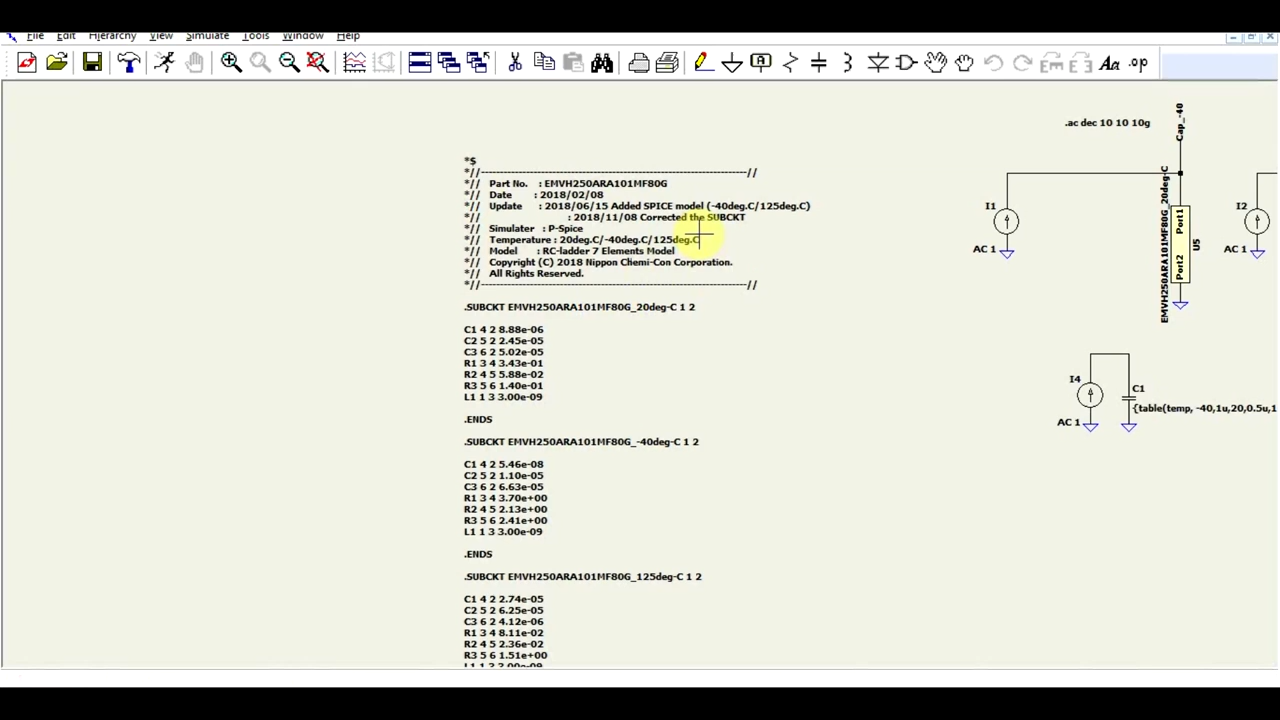 File Edit Hierarchy View Simulate Tools Window Help
Aa .op
*$
*//----------------------------------------------------------------------//
*// Part No. : EMVH250ARA101MF80G
*// Date : 2018/02/08
*// Update : 2018/06/15 Added SPICE model (-40deg.C/125deg.C)
*// : 2018/11/08 Corrected the SUBCKT
*// Simulater : P-Spice
*// Temperature : 20deg.C/-40deg.C/125deg.C
*// Model : RC-ladder 7 Elements Model
*// Copyright (C) 2018 Nippon Chemi-Con Corporation.
*// All Rights Reserved.
*//----------------------------------------------------------------------//
.SUBCKT EMVH250ARA101MF80G_20deg-C 1 2
C1 4 2 8.88e-06
C2 5 2 2.45e-05
C3 6 2 5.02e-05
R1 3 4 3.43e-01
R2 4 5 5.88e-02
R3 5 6 1.40e-01
L1 1 3 3.00e-09
.ENDS
.SUBCKT EMVH250ARA101MF80G_-40deg-C 1 2
C1 4 2 5.46e-08
C2 5 2 1.10e-05
C3 6 2 6.63e-05
R1 3 4 3.70e+00
R2 4 5 2.13e+00
R3 5 6 2.41e+00
L1 1 3 3.00e-09
.ENDS
.SUBCKT EMVH250ARA101MF80G_125deg-C 1 2
C1 4 2 2.74e-05
C2 5 2 6.25e-05
C3 6 2 4.12e-06
R1 3 4 8.11e-02
R2 4 5 2.36e-02
R3 5 6 1.51e+00
L1 1 3 3.00e-09
.ac dec 10 10 10g
Cap_-40
I1
AC 1
EMVH250ARA101MF80G_20deg-C
Port1
Port2
U5
I2
AC 1
I4
AC 1
C1
{table(temp, -40,1u,20,0.5u,1